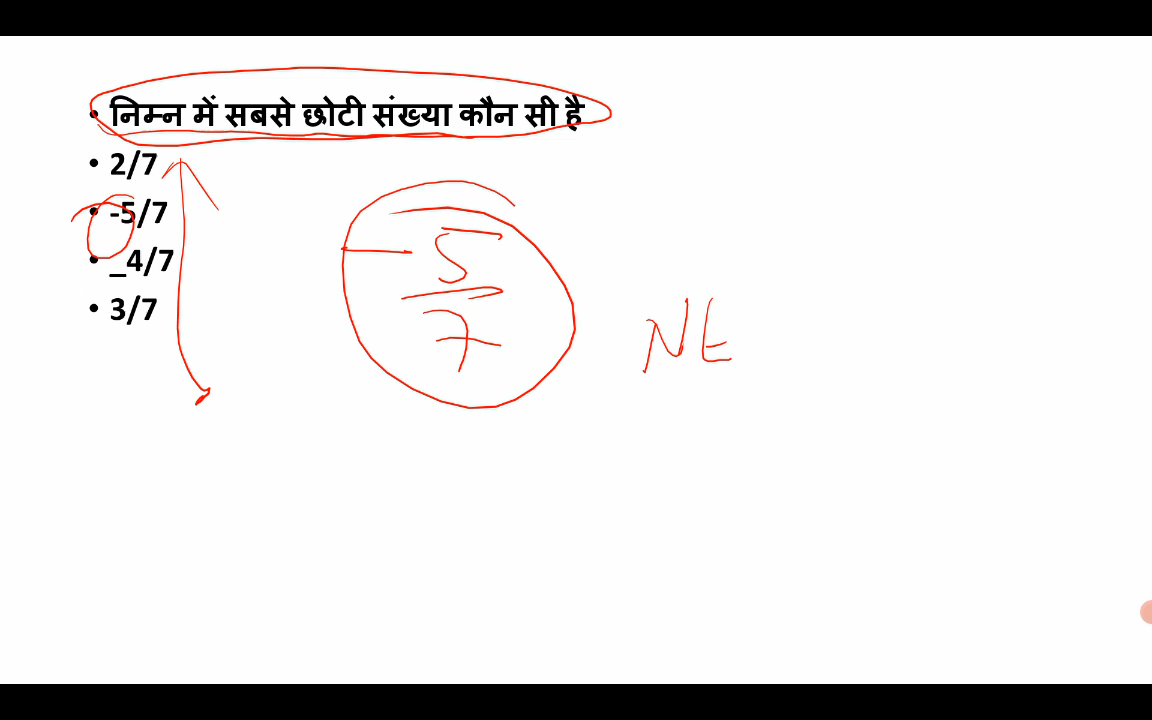 • निम्न में सबसे छोटी संख्या कौन सी है
• 2/7
• -5/7
• _4/7
• 3/7
-5/7
NE